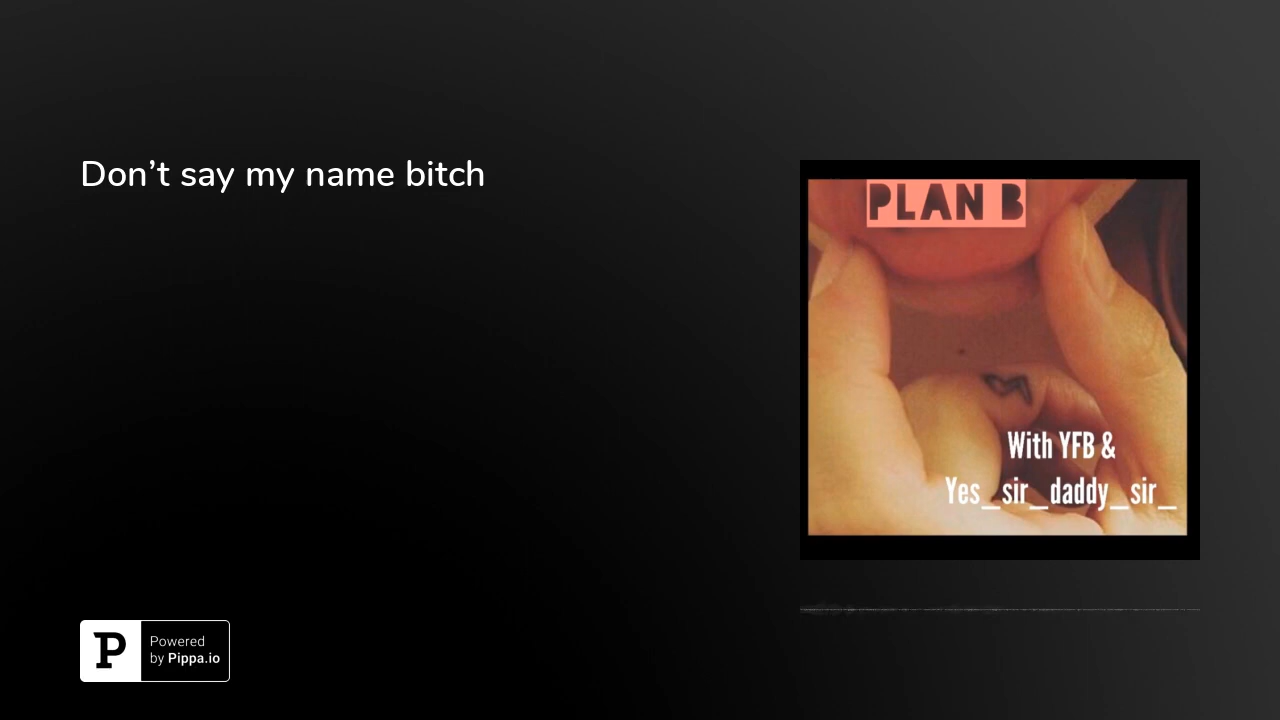 Don’t say my name bitch
PLAN B
With YFB &
Yes_sir_daddy_sir_
P
Powered
by Pippa.io